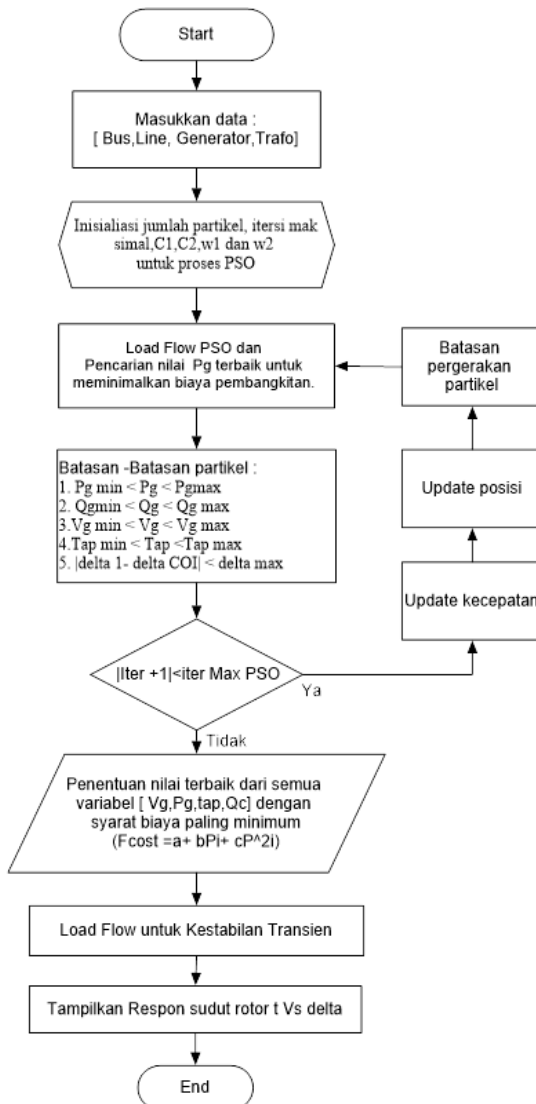 Start
Masukkan data :
[ Bus,Line, Generator,Trafo]
Inisialiasi jumlah partikel, itersi mak
simal,C1,C2,w1 dan w2
untuk proses PSO
Load Flow PSO dan
Pencarian nilai Pg terbaik untuk
meminimalkan biaya pembangkitan.
Batasan
pergerakan
partikel
Batasan -Batasan partikel :
1. Pg min < Pg < Pgmax
2. Qgmin < Qg < Qg max
3.Vg min < Vg < Vg max
4.Tap min < Tap <Tap max
5. |delta 1- delta COI| < delta max
Update posisi
Update kecepatan
|Iter +1|<iter Max PSO
Ya
Tidak
Penentuan nilai terbaik dari semua
variabel [ Vg,Pg,tap,Qc] dengan
syarat biaya paling minimum
(Fcost =a+ bPi+ cP^2i)
Load Flow untuk Kestabilan Transien
Tampilkan Respon sudut rotor t Vs delta
End